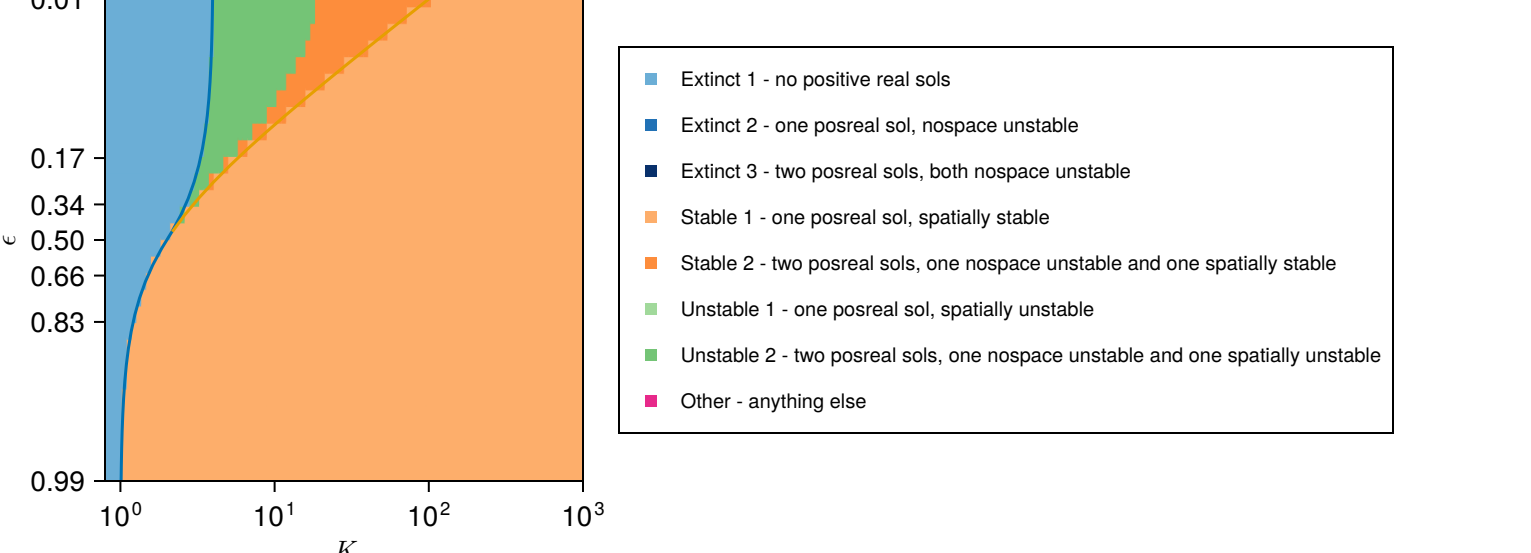 0.01
0.17
0.34
0.50
0.66
0.83
0.99
ϵ
10⁰ 10¹ 10² 10³
K
Extinct 1 - no positive real sols
Extinct 2 - one posreal sol, nospace unstable
Extinct 3 - two posreal sols, both nospace unstable
Stable 1 - one posreal sol, spatially stable
Stable 2 - two posreal sols, one nospace unstable and one spatially stable
Unstable 1 - one posreal sol, spatially unstable
Unstable 2 - two posreal sols, one nospace unstable and one spatially unstable
Other - anything else